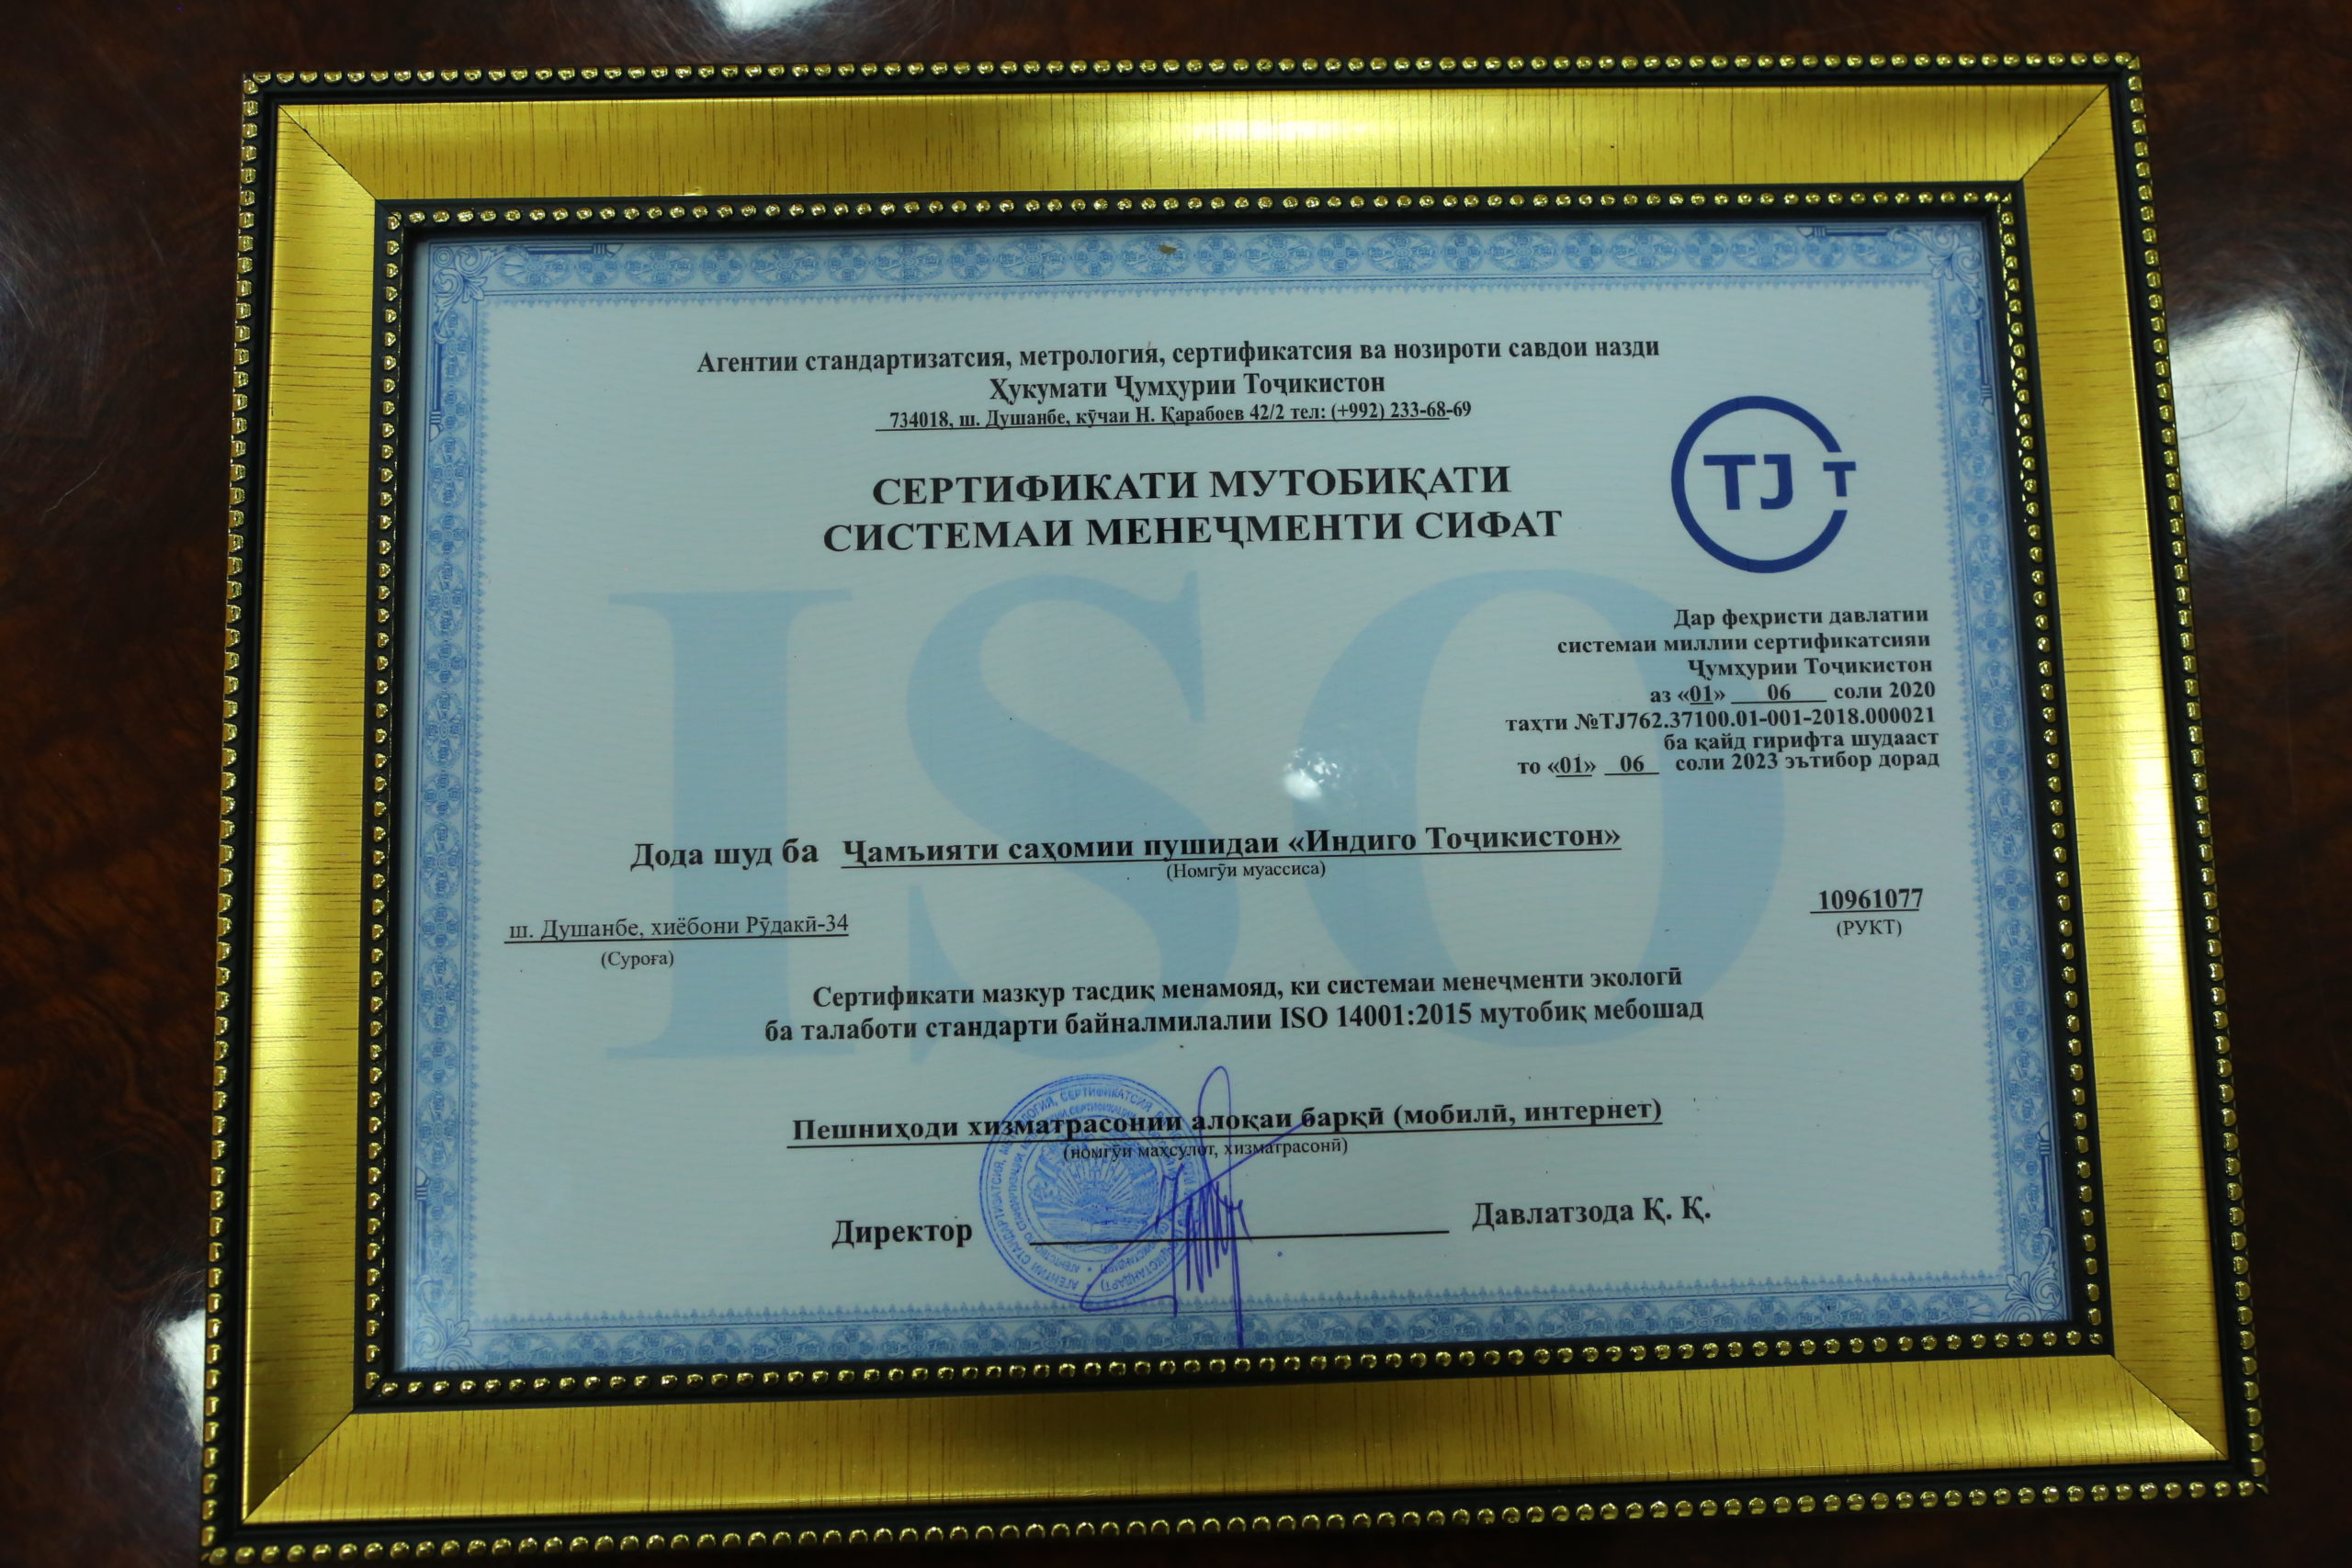 Агентии стандартизатсия, метрология, сертификатсия ва нозироти савдои назди
Ҳукумати Ҷумҳурии Тоҷикистон
734018, ш. Душанбе, кӯчаи Н. Қарабоев 42/2 тел: (+992) 233-68-69
СЕРТИФИКАТИ МУТОБИҚАТИ
СИСТЕМАИ МЕНЕҶМЕНТИ СИФАТ
TJ T
ISO
Дар феҳристи давлатии
системаи миллии сертификатсияи
Ҷумҳурии Тоҷикистон
аз «01» 06 соли 2020
таҳти №TJ762.37100.01-001-2018.000021
ба қайд гирифта шудааст
то «01» 06 соли 2023 эътибор дорад
Дода шуд ба Ҷамъияти саҳомии пушидаи «Индиго Тоҷикистон»
(Номгӯи муассиса)
10961077
(РУКТ)
ш. Душанбе, хиёбони Рӯдакӣ-34
(Суроға)
Сертификати мазкур тасдиқ менамояд, ки системаи менеҷменти экологӣ
ба талаботи стандарти байналмилалии ISO 14001:2015 мутобиқ мебошад
Пешниҳоди хизматрасонии алоқаи барқӣ (мобилӣ, интернет)
(номгӯи маҳсулот, хизматрасонӣ)
Директор Давлатзода Қ. Қ.